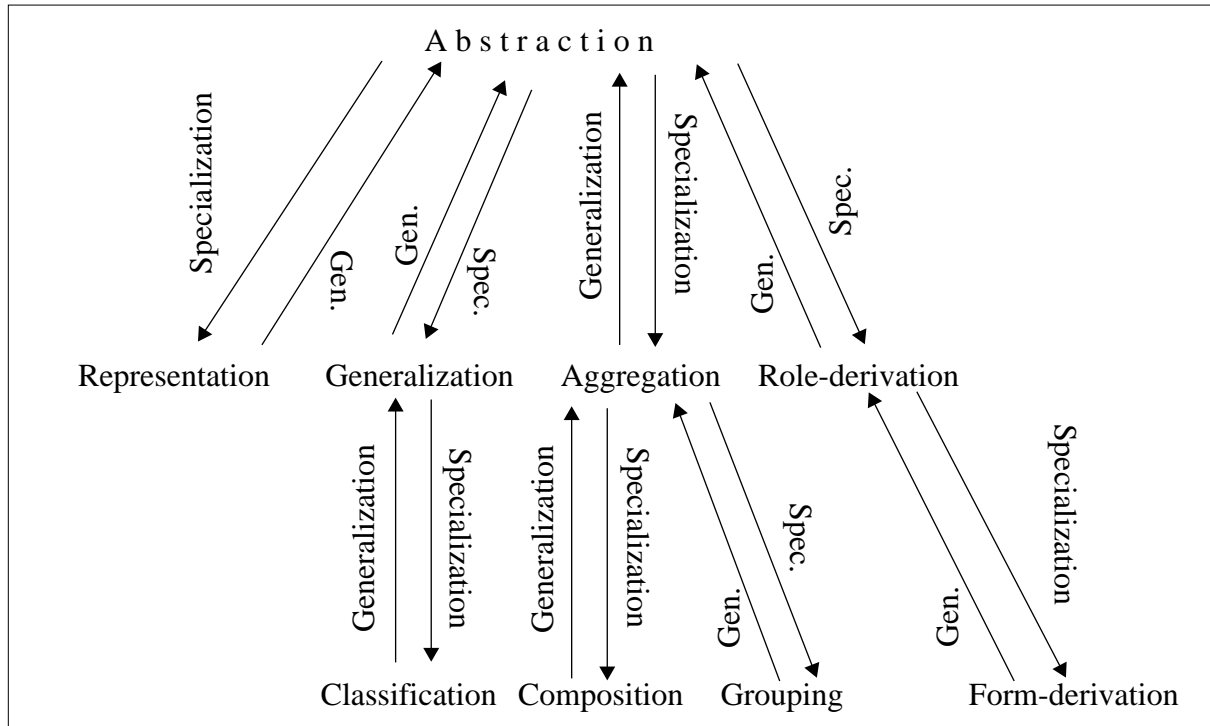 Abstraction
Specialization
Gen.
Gen.
Spec.
Generalization
Specialization
Gen.
Spec.
Representation
Generalization
Aggregation
Role-derivation
Generalization
Specialization
Generalization
Specialization
Gen.
Spec.
Gen.
Specialization
Classification
Composition
Grouping
Form-derivation